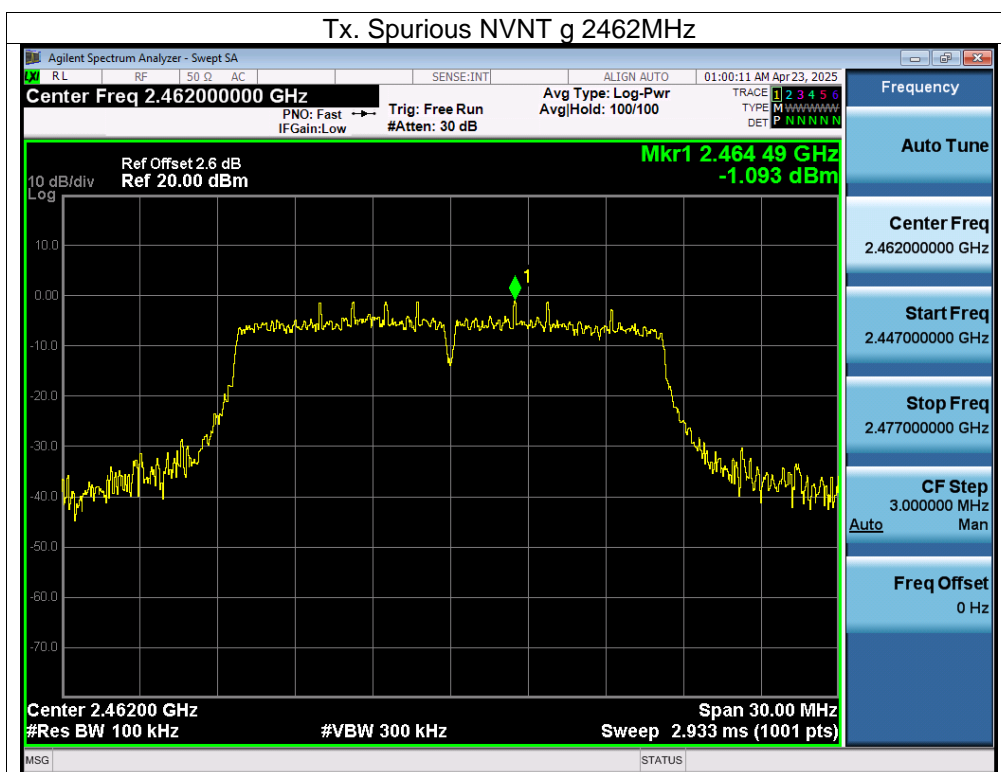 Tx. Spurious NVNT g 2462MHz
Agilent Spectrum Analyzer - Swept SA
LXI RL RF 50 Ω AC SENSE:INT ALIGN AUTO 01:00:11 AM Apr 23, 2025
Center Freq 2.462000000 GHz
PNO: Fast
IFGain:Low
Trig: Free Run
#Atten: 30 dB
Avg Type: Log-Pwr
Avg|Hold: 100/100
TRACE 1 2 3 4 5 6
TYPE M WWWWW
DET P N N N N N
Mkr1 2.464 49 GHz
-1.093 dBm
Ref Offset 2.6 dB
10 dB/div Ref 20.00 dBm
Log
10.0
0.00
-10.0
-20.0
-30.0
-40.0
-50.0
-60.0
-70.0
1
Center 2.46200 GHz Span 30.00 MHz
#Res BW 100 kHz #VBW 300 kHz Sweep 2.933 ms (1001 pts)
MSG STATUS
Frequency
Auto Tune
Center Freq
2.462000000 GHz
Start Freq
2.447000000 GHz
Stop Freq
2.477000000 GHz
CF Step
3.000000 MHz
Auto Man
Freq Offset
0 Hz